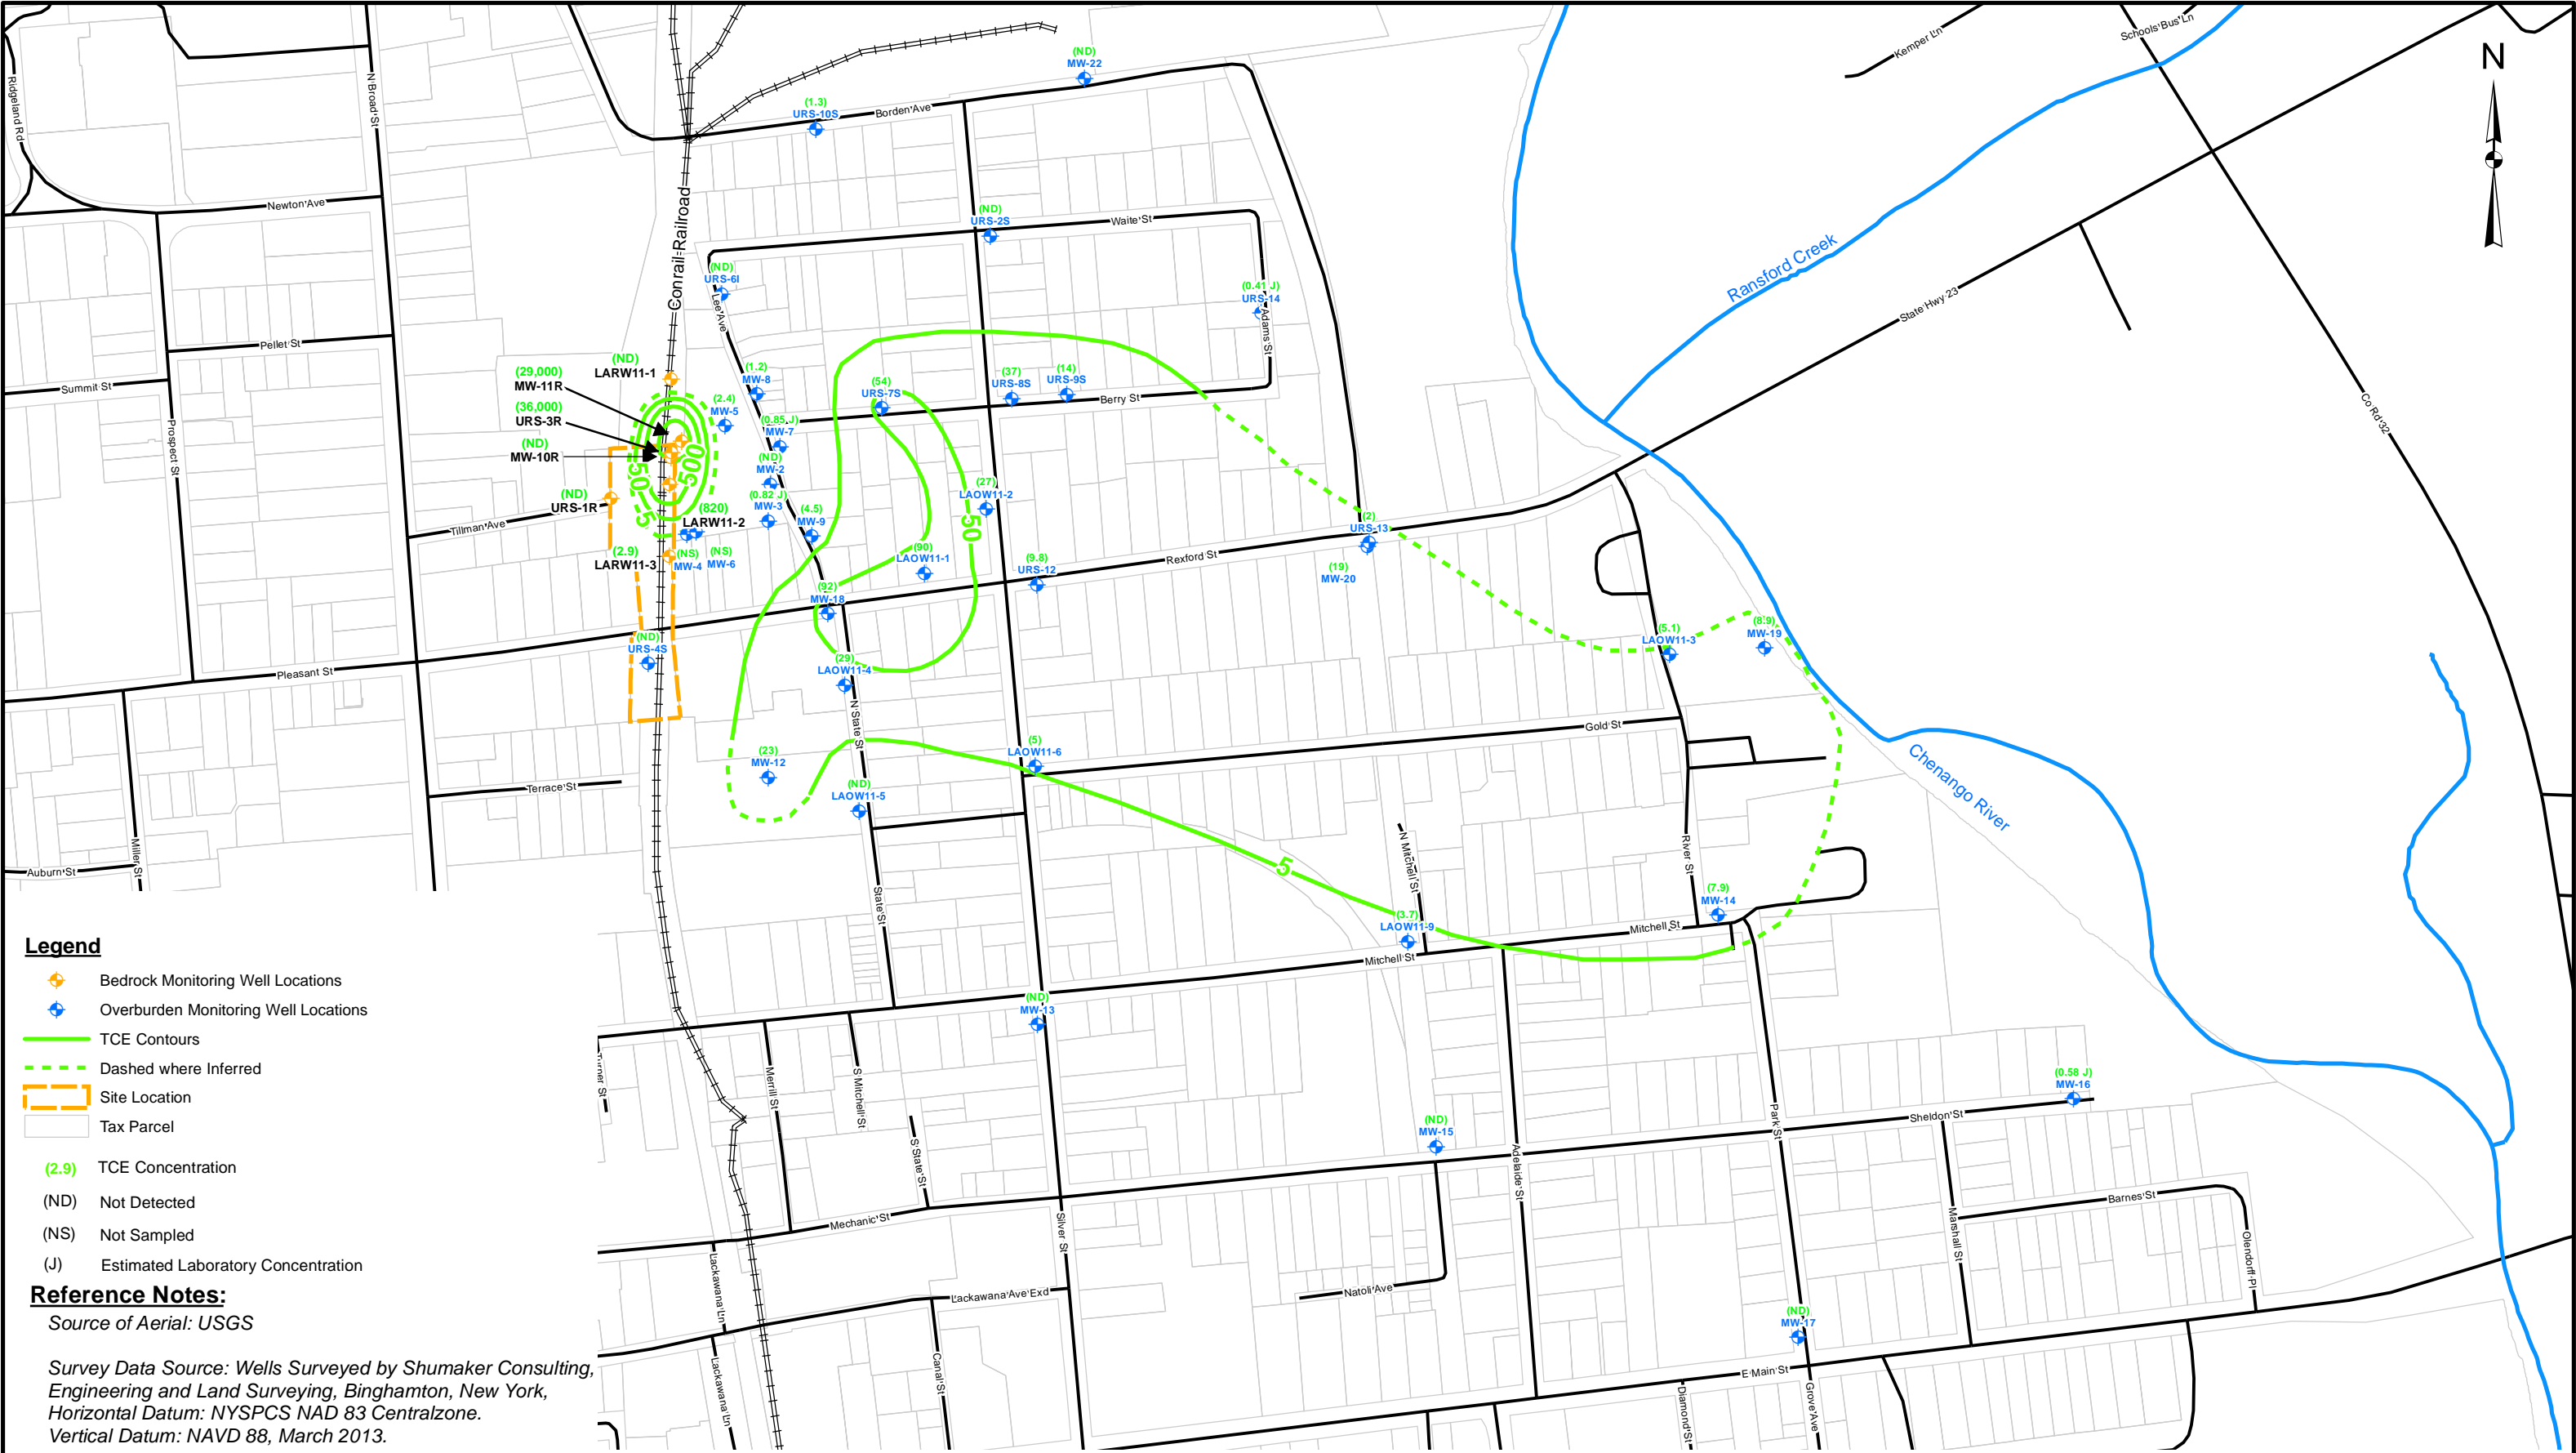 Ridgeland Rd
N Broad St
Newton Ave
Pellet St
Summit St
Prospect St
Tillman Ave
Pleasant St
Terrace St
Miller St
Auburn St
Conrail Railroad
(ND)
MW-22
(1.3)
URS-10S
Borden Ave
Kemper Ln
Schools Bus Ln
N
(ND)
URS-2S
Waite St
(ND)
URS-6I
Lee Ave
(0.41 J)
URS-14
Adams St
Ransford Creek
State Hwy 23
Co Rd 32
(ND)
LARW11-1
(29,000)
MW-11R
(36,000)
URS-3R
(ND)
MW-10R
(ND)
URS-1R
(1.2)
MW-8
(2.4)
MW-5
(0.85 J)
MW-7
(ND)
MW-2
(0.82 J)
MW-3
(4.5)
MW-9
(54)
URS-7S
(37)
URS-8S
(14)
URS-9S
Berry St
500
50
5
50
(27)
LAOW11-2
(820)
LARW11-2
(2.9)
LARW11-3
(NS)
MW-4
(NS)
MW-6
(90)
LAOW11-1
(92)
MW-18
(9.8)
URS-12
Rexford St
(2)
URS-13
(19)
MW-20
(ND)
URS-4S
(29)
LAOW11-4
N State St
(5.1)
LAOW11-3
(8.9)
MW-19
(23)
MW-12
(ND)
LAOW11-5
(5)
LAOW11-6
Gold St
Chenango River
5
N Mitchell St
River St
State St
(3.7)
LAOW11-9
(7.9)
MW-14
Mitchell St
Mitchell St
(ND)
MW-13
Turner St
Merrill St
S Mitchell St
S State St
(ND)
MW-15
Adelaide St
Park St
Sheldon St
(0.58 J)
MW-16
Mechanic St
Silver St
Marshall St
Barnes St
Olendorff Pl
Lackawana Ln
Lackawana Ave Exd
Lackawana Ln
Canal St
Natoli Ave
(ND)
MW-17
E Main St
Diamond St
Grove Ave
Legend
Bedrock Monitoring Well Locations
Overburden Monitoring Well Locations
TCE Contours
Dashed where Inferred
Site Location
Tax Parcel
(2.9) TCE Concentration
(ND) Not Detected
(NS) Not Sampled
(J) Estimated Laboratory Concentration
Reference Notes:
Source of Aerial: USGS
Survey Data Source: Wells Surveyed by Shumaker Consulting,
Engineering and Land Surveying, Binghamton, New York,
Horizontal Datum: NYSPCS NAD 83 Centralzone.
Vertical Datum: NAVD 88, March 2013.